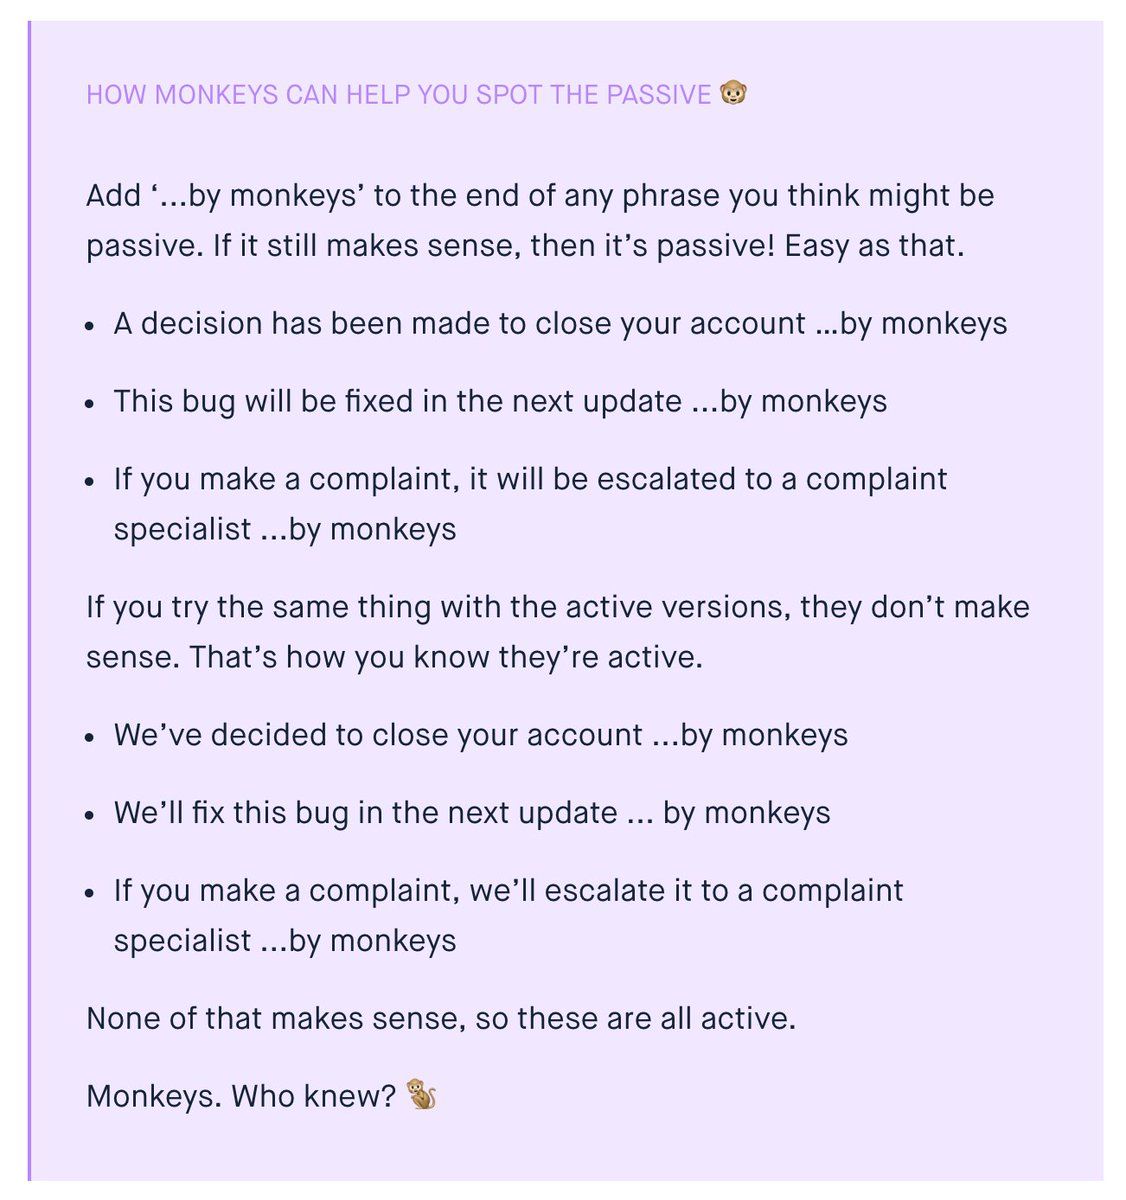 HOW MONKEYS CAN HELP YOU SPOT THE PASSIVE 🐵
Add ‘...by monkeys’ to the end of any phrase you think might be
passive. If it still makes sense, then it’s passive! Easy as that.
• A decision has been made to close your account ...by monkeys
• This bug will be fixed in the next update ...by monkeys
• If you make a complaint, it will be escalated to a complaint
specialist ...by monkeys
If you try the same thing with the active versions, they don’t make
sense. That’s how you know they’re active.
• We’ve decided to close your account ...by monkeys
• We’ll fix this bug in the next update ... by monkeys
• If you make a complaint, we’ll escalate it to a complaint
specialist ...by monkeys
None of that makes sense, so these are all active.
Monkeys. Who knew? 🐒